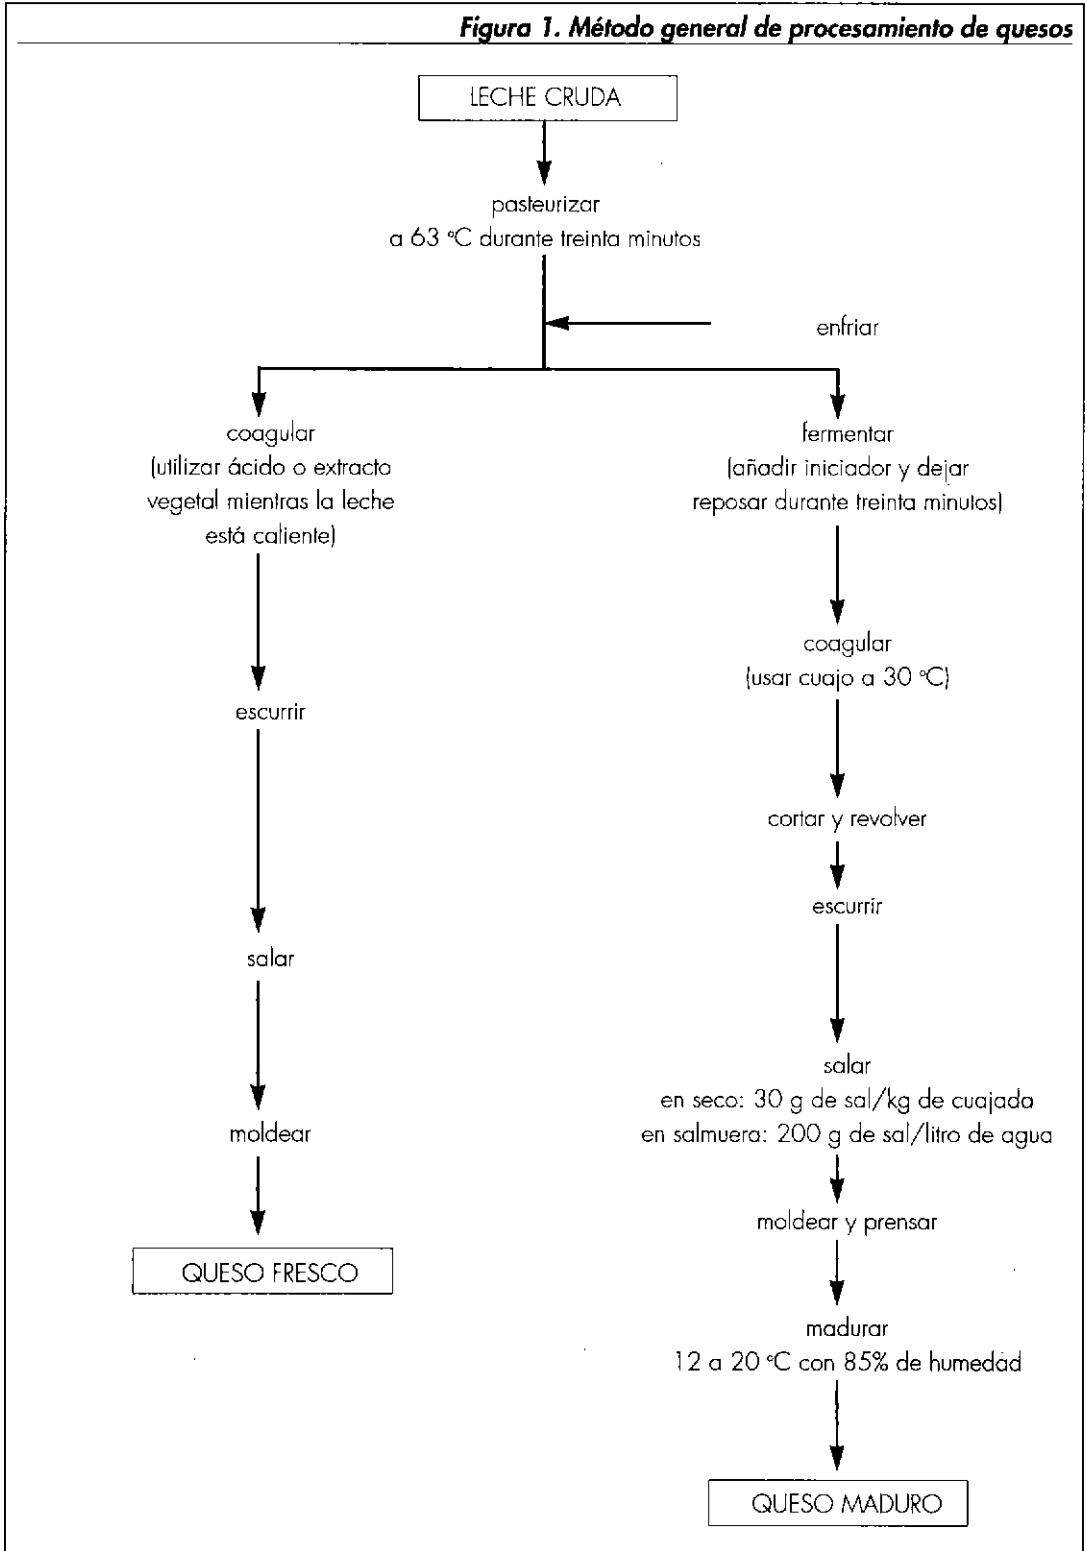 Figura 1. Método general de procesamiento de quesos
LECHE CRUDA
pasteurizar
a 63 °C durante treinta minutos
enfriar
coagular
(utilizar ácido o extracto
vegetal mientras la leche
está caliente)
escurrir
salar
moldear
QUESO FRESCO
fermentar
(añadir iniciador y dejar
reposar durante treinta minutos)
coagular
(usar cuajo a 30 °C)
cortar y revolver
escurrir
salar
en seco: 30 g de sal/kg de cuajada
en salmuera: 200 g de sal/litro de agua
moldear y prensar
madurar
12 a 20 °C con 85% de humedad
QUESO MADURO